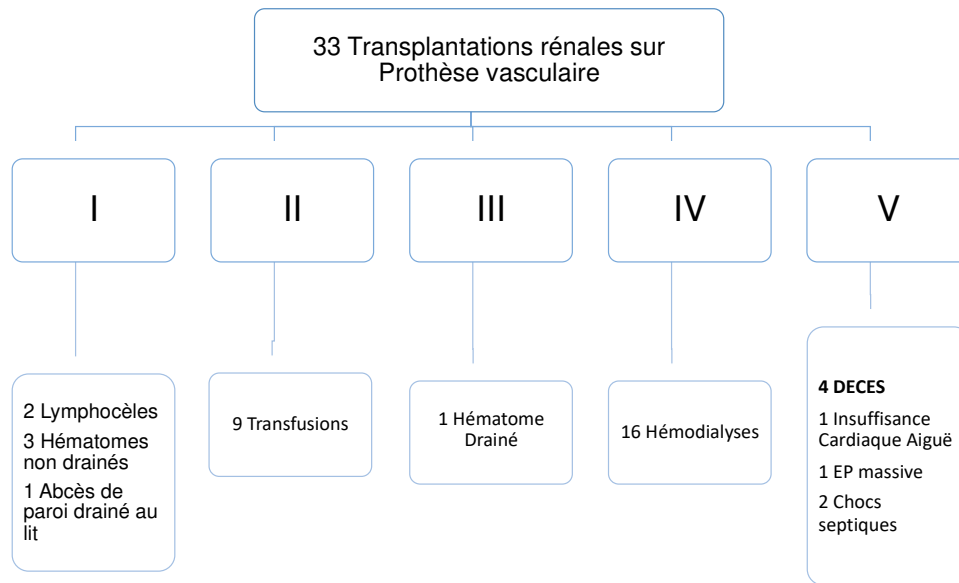 33 Transplantations rénales sur
Prothèse vasculaire
I
II
III
IV
V
2 Lymphocèles
3 Hématomes
non drainés
1 Abcès de
paroi drainé au
lit
9 Transfusions
1 Hématome
Drainé
16 Hémodialyses
4 DECES
1 Insuffisance
Cardiaque Aiguë
1 EP massive
2 Chocs
septiques